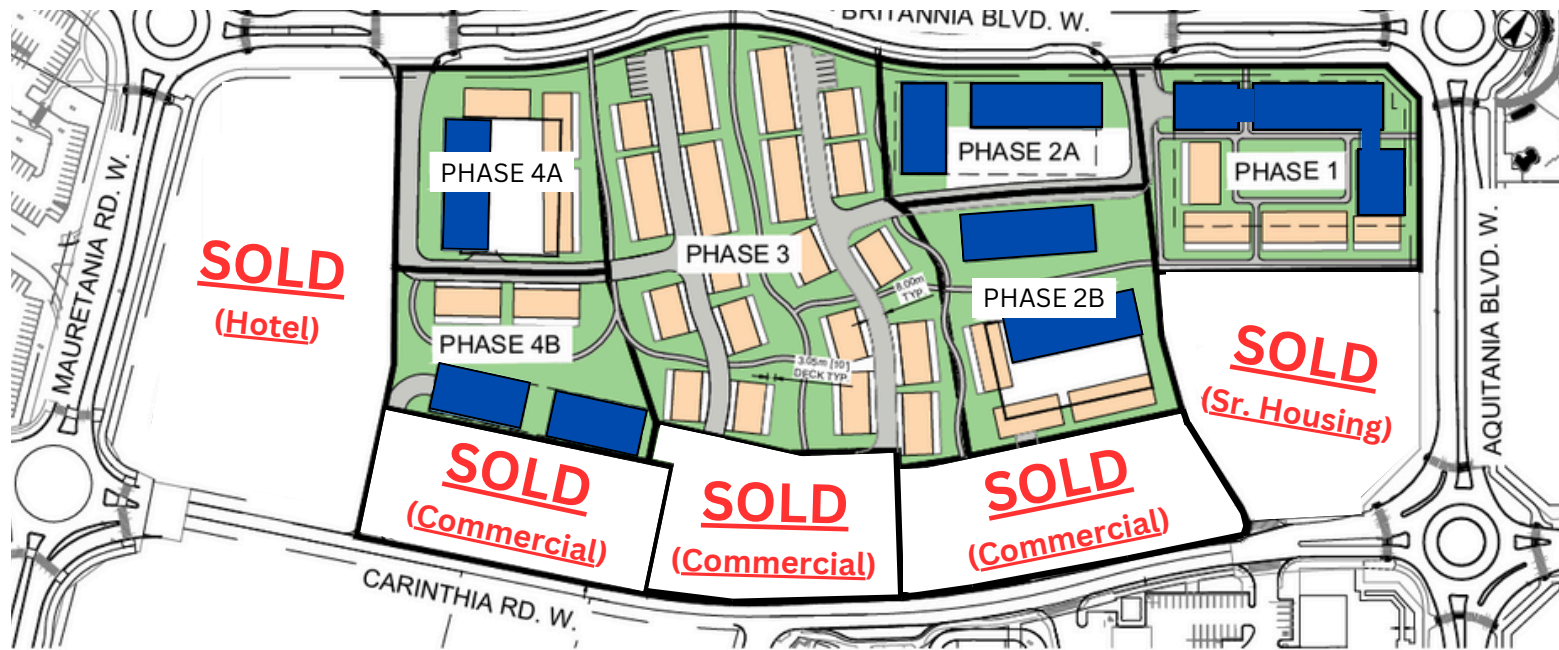 BRITANNIA BLVD. W.
MAURETANIA RD. W.
PHASE 4A
PHASE 2A
PHASE 1
AQUITANIA BLVD. W.
PHASE 3
SOLD
(Hotel)
8.00m
TYP.
PHASE 2B
PHASE 4B
3.05m [10']
DECK TYP.
SOLD
(Sr. Housing)
SOLD
(Commercial)
SOLD
(Commercial)
SOLD
(Commercial)
CARINTHIA RD. W.